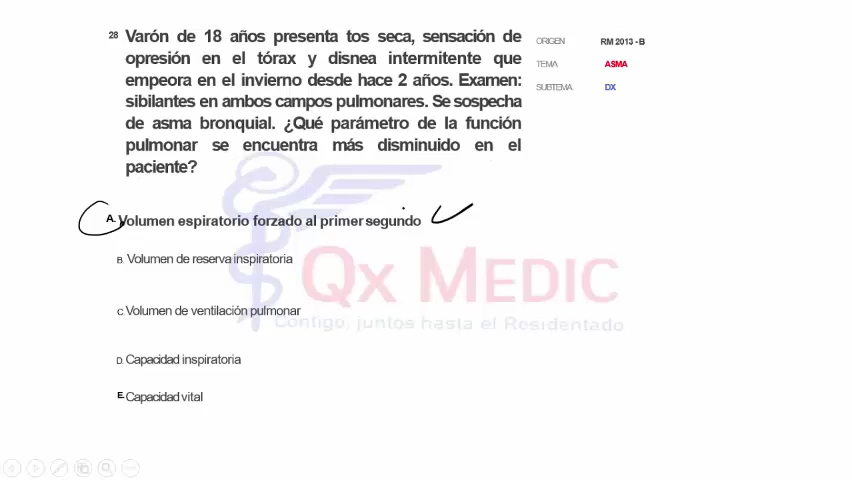 28 Varón de 18 años presenta tos seca, sensación de
opresión en el tórax y disnea intermitente que
empeora en el invierno desde hace 2 años. Examen:
sibilantes en ambos campos pulmonares. Se sospecha
de asma bronquial. ¿Qué parámetro de la función
pulmonar se encuentra más disminuido en el
paciente?
A. Volumen espiratorio forzado al primer segundo
B. Volumen de reserva inspiratoria
C. Volumen de ventilación pulmonar
D. Capacidad inspiratoria
E. Capacidad vital
ORIGEN RM 2013 - B
TEMA ASMA
SUBTEMA DX
Qx MEDIC
Contigo, juntos hasta el Residentado